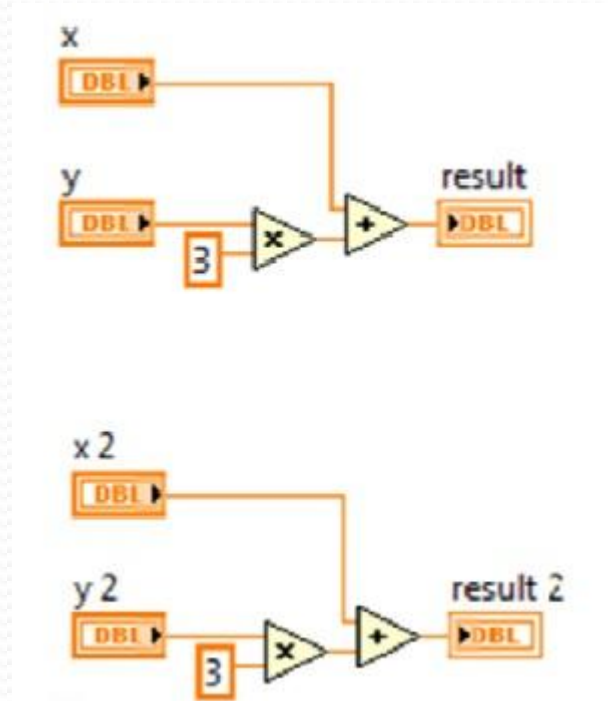 x
DBL
y
DBL
3
×
+
result
DBL
x 2
DBL
y 2
DBL
3
×
+
result 2
DBL